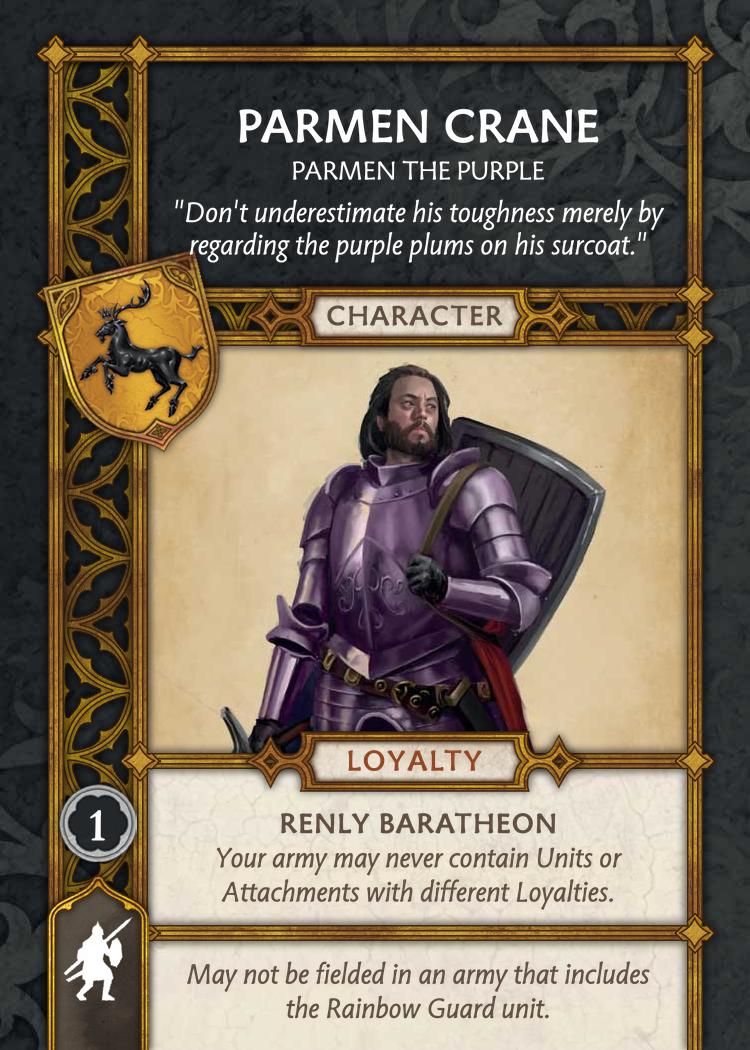 PARMEN CRANE
PARMEN THE PURPLE
"Don't underestimate his toughness merely by
regarding the purple plums on his surcoat."
CHARACTER
LOYALTY
1
RENLY BARATHEON
Your army may never contain Units or
Attachments with different Loyalties.
May not be fielded in an army that includes
the Rainbow Guard unit.